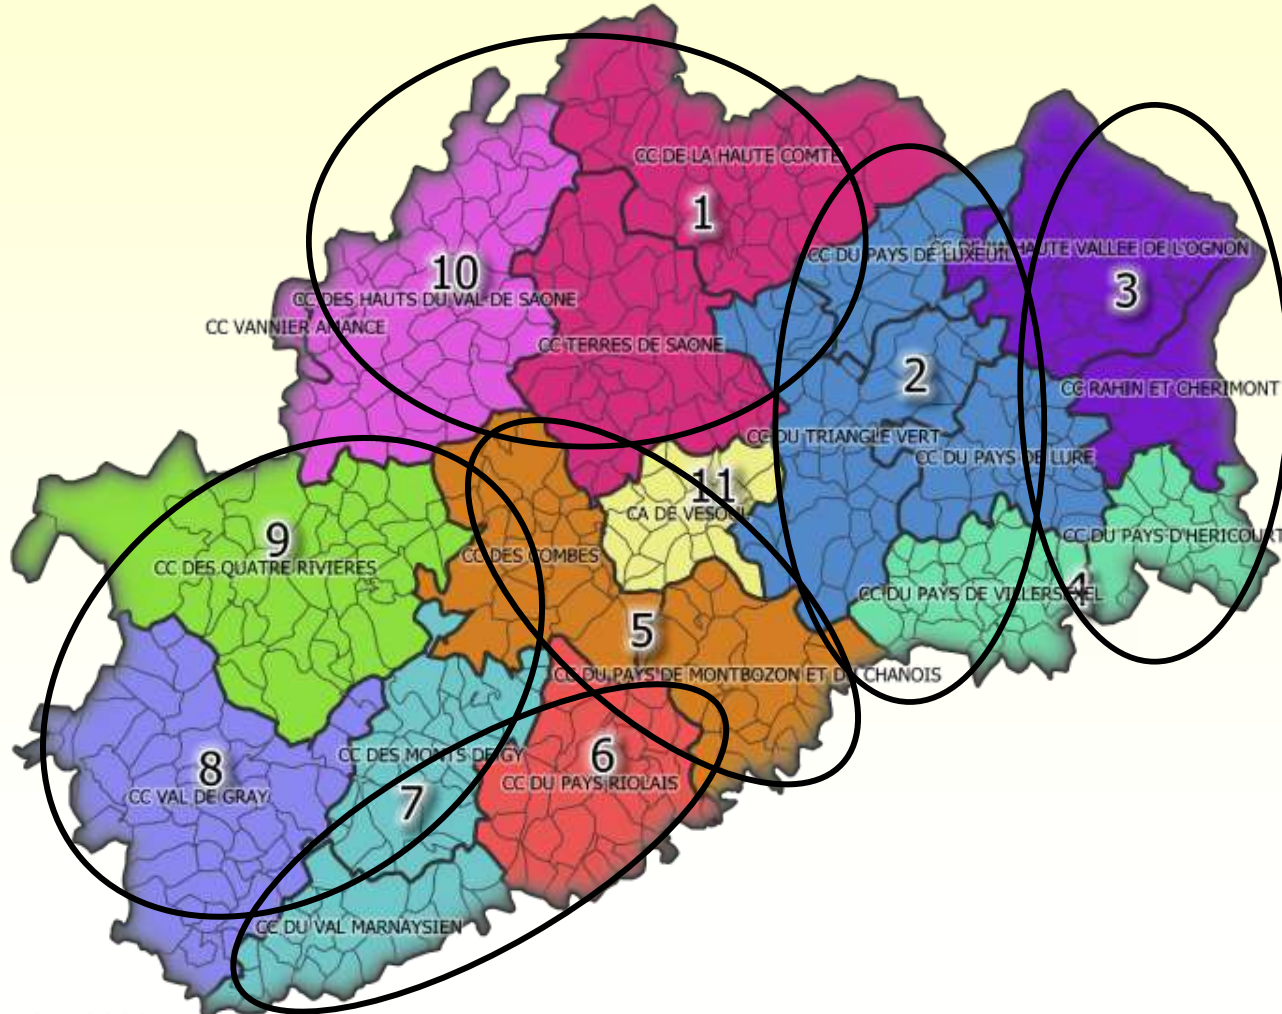 CC DE LA HAUTE COMTE
1
CC DU PAYS DE LUXEUIL
HAUTE VALLEE DE L'OGNON
10
3
CC DES HAUTS DU VAL DE SAONE
CC VANNIER AMANCE
CC TERRES DE SAONE
2
CC RAHIN ET CHERIMONT
CC DU TRIANGLE VERT
CC DU PAYS DE LURE
11
CA DE VESOUL
9
CC DES QUATRE RIVIERES
CC DES COMBES
CC DU PAYS D'HERICOURT
4
CC DU PAYS DE VILLERSEXEL
5
CC DU PAYS DE MONTBOZON ET DU CHANOIS
8
CC VAL DE GRAY
CC DES MONTS DE GY
6
CC DU PAYS RIOLAIS
7
CC DU VAL MARNAYSIEN